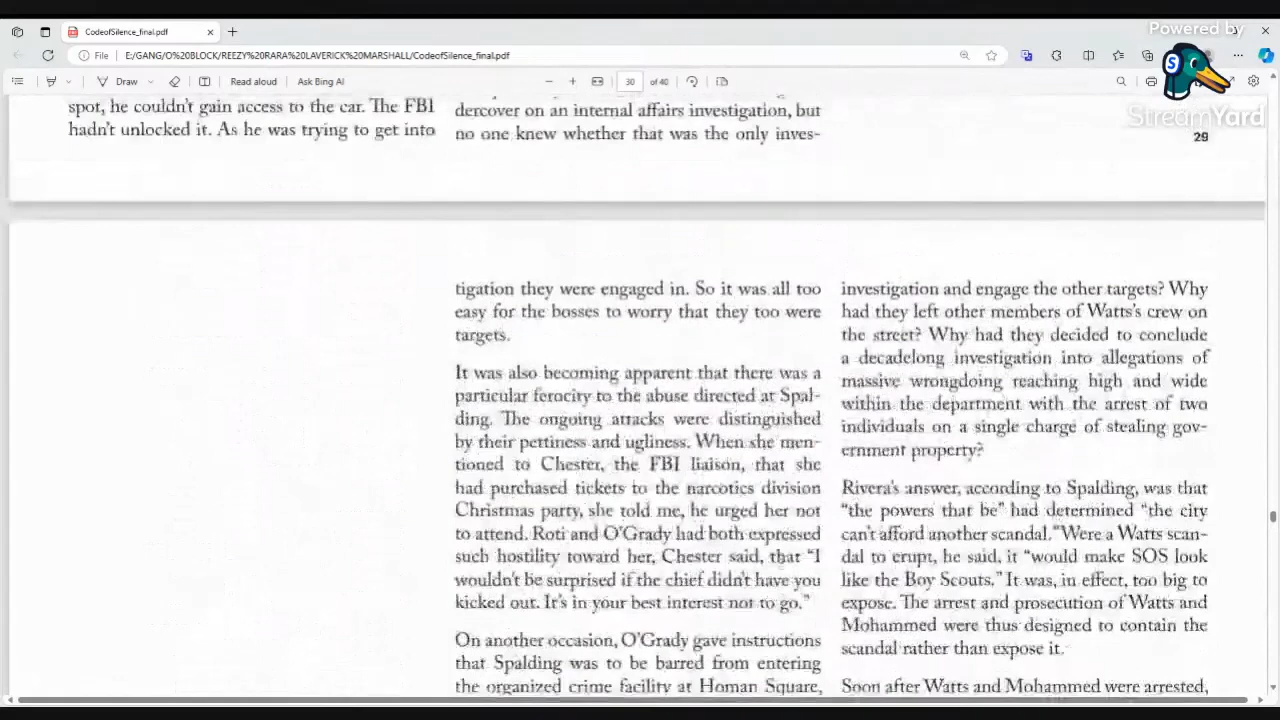 CodeofSilence_final.pdf
Powered by
File
E:/GANG/O%20BLOCK/REEZY%20RARA%20LAVERICK%20MARSHALL/CodeofSilence_final.pdf
Draw
Read aloud
Ask Bing AI
30
of 40
StreamYard
spot, he couldn't gain access to the car. The FBI
hadn't unlocked it. As he was trying to get into
dercover on an internal affairs investigation, but
no one knew whether that was the only inves-
29
tigation they were engaged in. So it was all too
easy for the bosses to worry that they too were
targets.
It was also becoming apparent that there was a
particular ferocity to the abuse directed at Spal-
ding. The ongoing attacks were distinguished
by their pettiness and ugliness. When she men-
tioned to Chester, the FBI liaison, that she
had purchased tickets to the narcotics division
Christmas party, she told me, he urged her not
to attend. Roti and O'Grady had both expressed
such hostility toward her, Chester said, that "I
wouldn't be surprised if the chief didn't have you
kicked out. It's in your best interest not to go."
On another occasion, O'Grady gave instructions
that Spalding was to be barred from entering
the organized crime facility at Homan Square,
investigation and engage the other targets? Why
had they left other members of Watts's crew on
the street? Why had they decided to conclude
a decadelong investigation into allegations of
massive wrongdoing reaching high and wide
within the department with the arrest of two
individuals on a single charge of stealing gov-
ernment property?
Rivera's answer, according to Spalding, was that
"the powers that be" had determined "the city
can't afford another scandal." Were a Watts scan-
dal to erupt, he said, it "would make SOS look
like the Boy Scouts." It was, in effect, too big to
expose. The arrest and prosecution of Watts and
Mohammed were thus designed to contain the
scandal rather than expose it.
Soon after Watts and Mohammed were arrested,